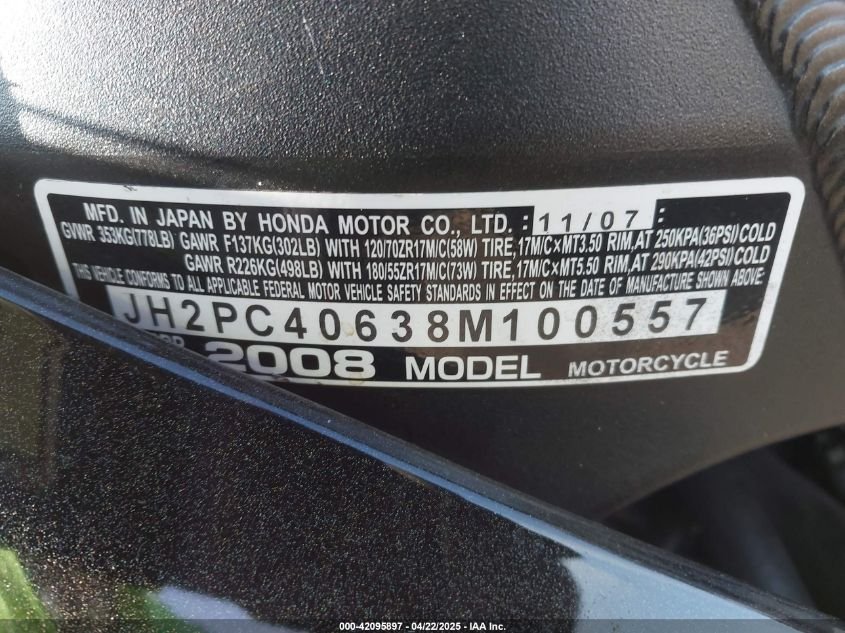 MFD. IN JAPAN BY HONDA MOTOR CO., LTD. : 11/07 :
GVWR 353KG(778LB) GAWR F137KG(302LB) WITH 120/70ZR17M/C(58W) TIRE,17M/C×MT3.50 RIM,AT 250KPA(36PSI)COLD
GAWR R226KG(498LB) WITH 180/55ZR17M/C(73W) TIRE,17M/C×MT5.50 RIM,AT 290KPA(42PSI)COLD
THIS VEHICLE CONFORMS TO ALL APPLICABLE FEDERAL MOTOR VEHICLE SAFETY STANDARDS IN EFFECT ON THE DATE OF MANUFACTURE SHOWN ABOVE.
JH2PC40638M100557
2008 MODEL MOTORCYCLE
000-42095897 - 04/22/2025 - IAA Inc.